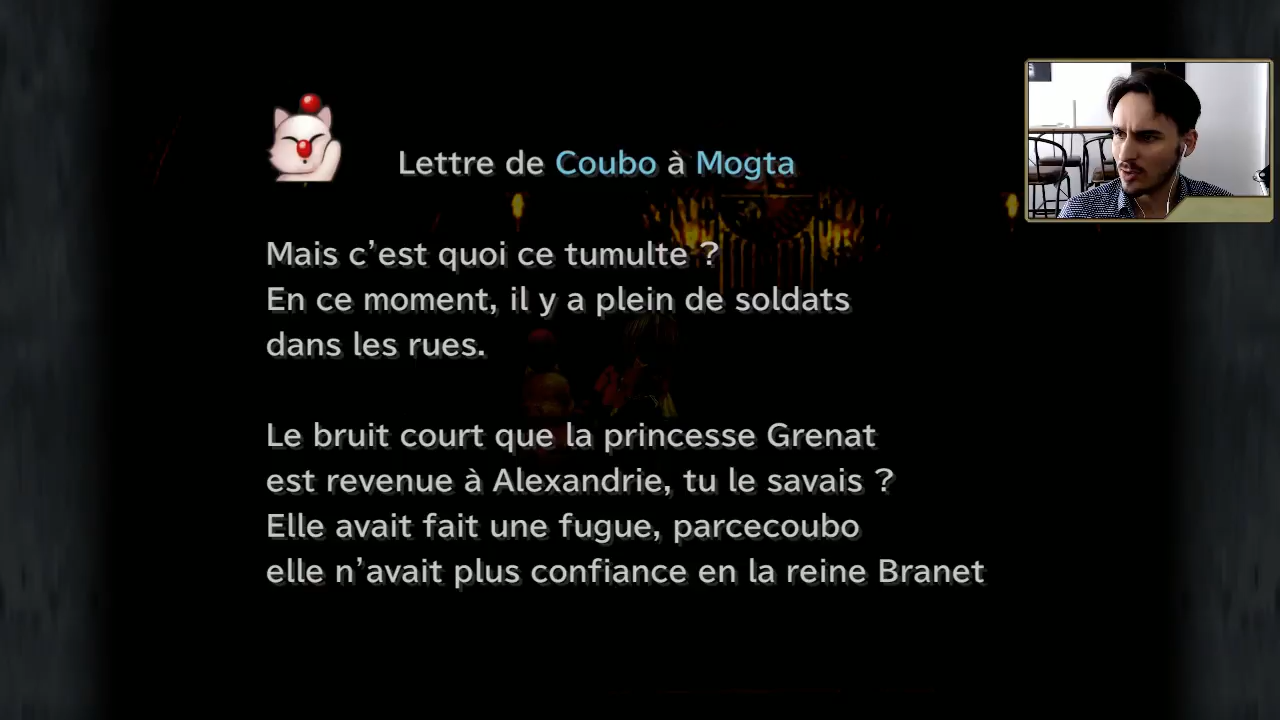 Lettre de Coubo à Mogta
Mais c’est quoi ce tumulte ?
En ce moment, il y a plein de soldats
dans les rues.
Le bruit court que la princesse Grenat
est revenue à Alexandrie, tu le savais ?
Elle avait fait une fugue, parcecoubo
elle n’avait plus confiance en la reine Branet